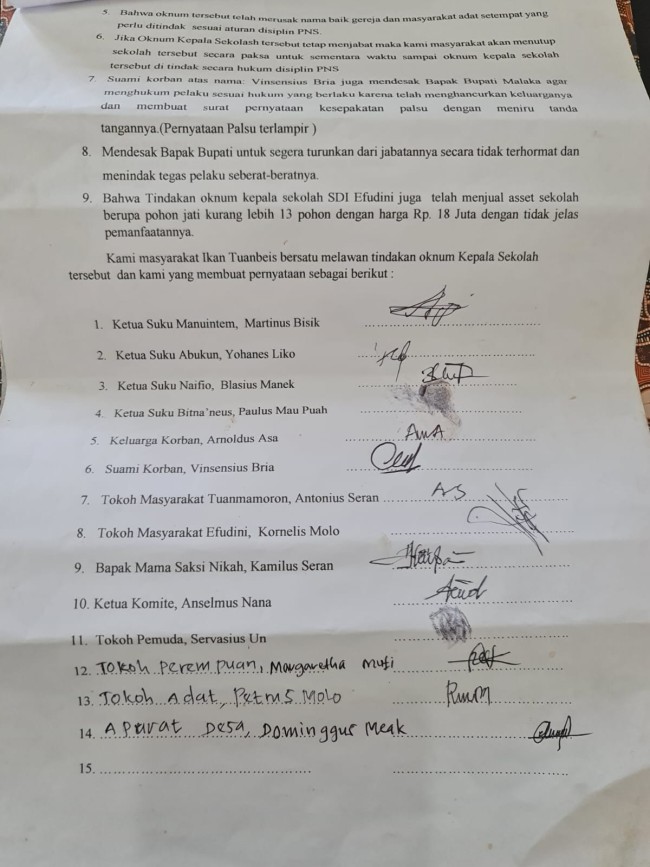 5. Bahwa oknum tersebut telah merusak nama baik gereja dan masyarakat adat setempat yang
perlu ditindak sesuai aturan disiplin PNS.
6. Jika Oknum Kepala Sekolash tersebut tetap menjabat maka kami masyarakat akan menutup
sekolah tersebut secara paksa untuk sementara waktu sampai oknum kepala sekolah
tersebut di tindak secara hukum disiplin PNS
7. Suami korban atas nama: Vinsensius Bria juga mendesak Bapak Bupati Malaka agar
menghukum pelaku sesuai hukum yang berlaku karena telah menghancurkan keluarganya
dan membuat surat pernyataan kesepakatan palsu dengan meniru tanda
tangannya.(Pernyataan Palsu terlampir )
8. Mendesak Bapak Bupati untuk segera turunkan dari jabatannya secara tidak terhormat dan
menindak tegas pelaku seberat-beratnya.
9. Bahwa Tindakan oknum kepala sekolah SDI Efudini juga telah menjual asset sekolah
berupa pohon jati kurang lebih 13 pohon dengan harga Rp. 18 Juta dengan tidak jelas
pemanfaatannya.
Kami masyarakat Ikan Tuanbeis bersatu melawan tindakan oknum Kepala Sekolah
tersebut dan kami yang membuat pernyataan sebagai berikut :
1. Ketua Suku Manuintem, Martinus Bisik
2. Ketua Suku Abukun, Yohanes Liko
3. Ketua Suku Naifio, Blasius Manek
4. Ketua Suku Bitna'neus, Paulus Mau Puah
5. Keluarga Korban, Arnoldus Asa AMA
6. Suami Korban, Vinsensius Bria
7. Tokoh Masyarakat Tuanmamoron, Antonius Seran AS
8. Tokoh Masyarakat Efudini, Kornelis Molo
9. Bapak Mama Saksi Nikah, Kamilus Seran
10. Ketua Komite, Anselmus Nana
11. Tokoh Pemuda, Servasius Un
12. Tokoh perempuan, Margaretha Muti
13. Tokoh Adat, Petrus Molo RMM
14. Aparat Desa, Dominggus Meak
15.